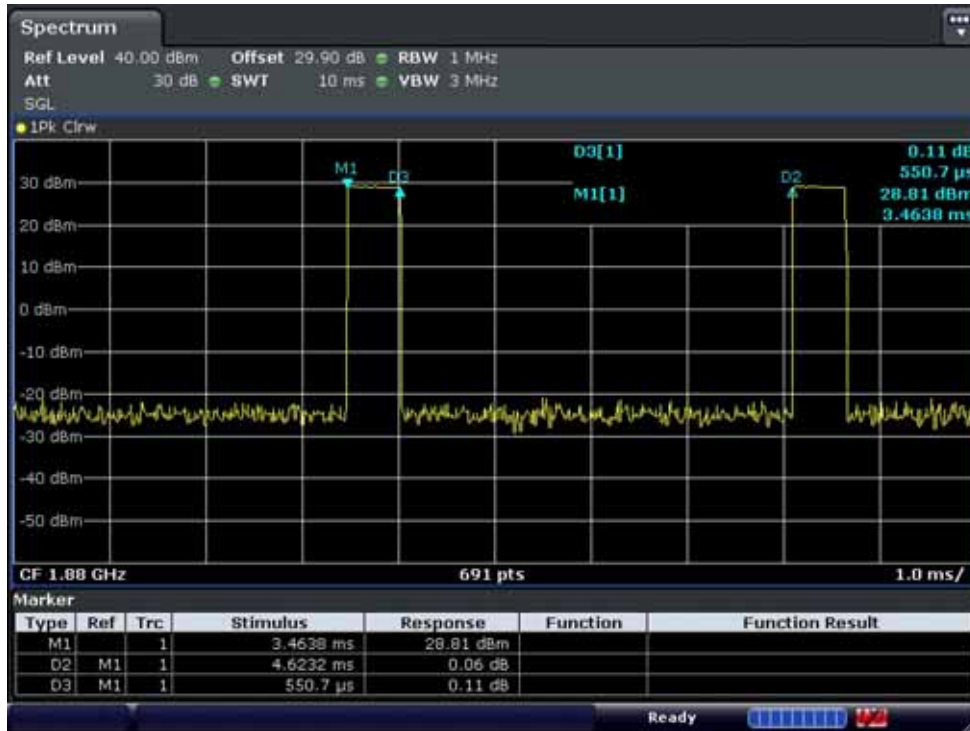 Spectrum
Ref Level 40.00 dBm Offset 29.90 dB RBW 1 MHz
Att 30 dB SWT 10 ms VBW 3 MHz
SGL
1Pk Clrw
D3[1] 0.11 dB
550.7 µs
M1[1] 28.81 dBm
3.4638 ms
M1
D3
D2
30 dBm
20 dBm
10 dBm
0 dBm
-10 dBm
-20 dBm
-30 dBm
-40 dBm
-50 dBm
CF 1.88 GHz 691 pts 1.0 ms/
Marker
Type Ref Trc Stimulus Response Function Function Result
M1 1 3.4638 ms 28.81 dBm
D2 M1 1 4.6232 ms 0.06 dB
D3 M1 1 550.7 µs 0.11 dB
Ready